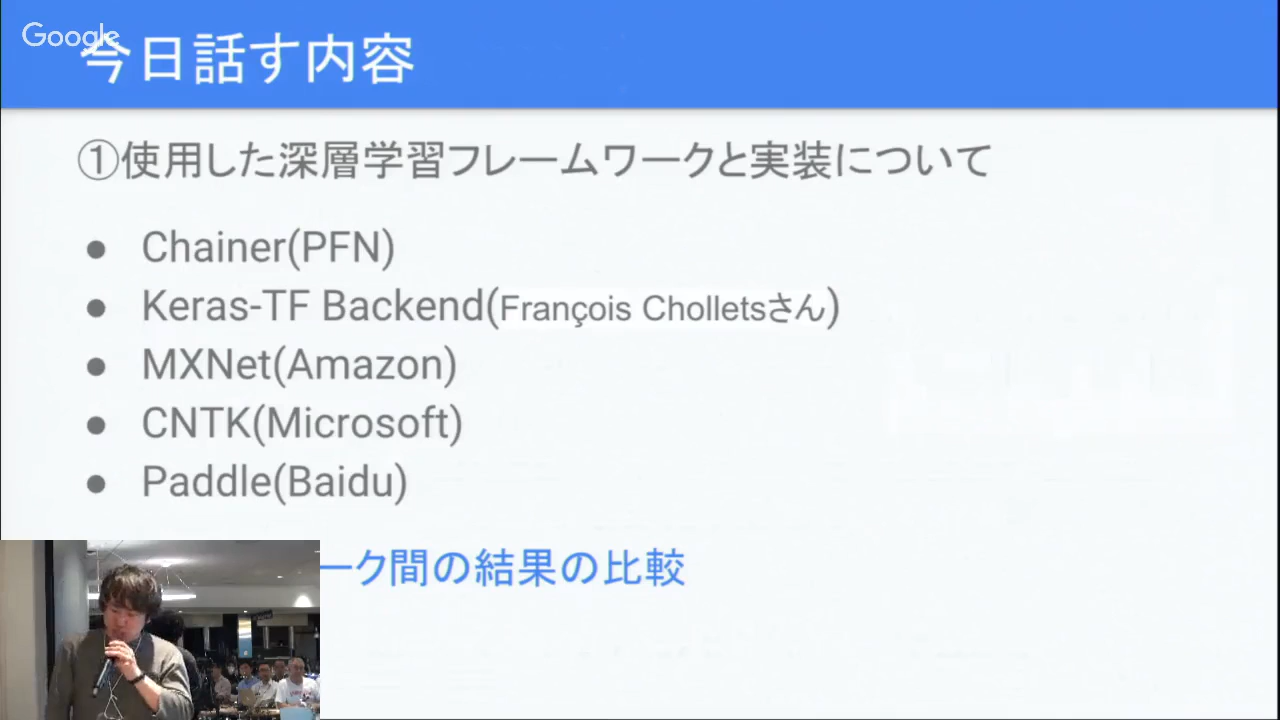 Google
今日話す内容
①使用した深層学習フレームワークと実装について
● Chainer(PFN)
● Keras-TF Backend(François Cholletsさん)
● MXNet(Amazon)
● CNTK(Microsoft)
● Paddle(Baidu)
ーク間の結果の比較